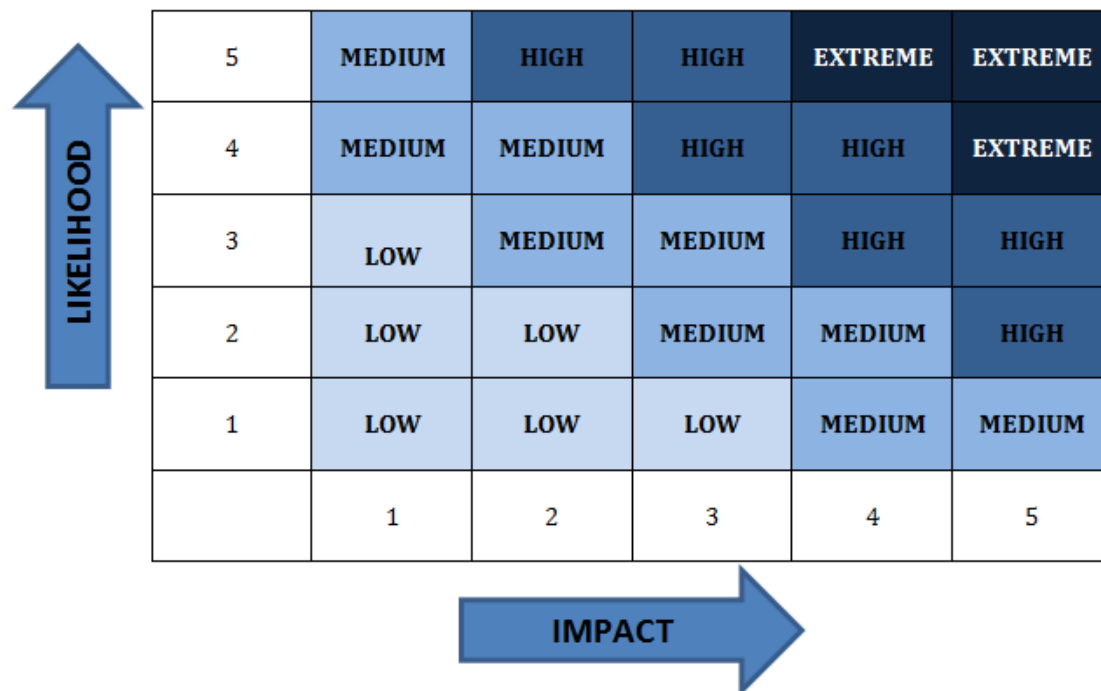 5 MEDIUM HIGH HIGH EXTREME EXTREME
4 MEDIUM MEDIUM HIGH HIGH EXTREME
3 LOW MEDIUM MEDIUM HIGH HIGH
2 LOW LOW MEDIUM MEDIUM HIGH
1 LOW LOW LOW MEDIUM MEDIUM
1 2 3 4 5
LIKELIHOOD
IMPACT